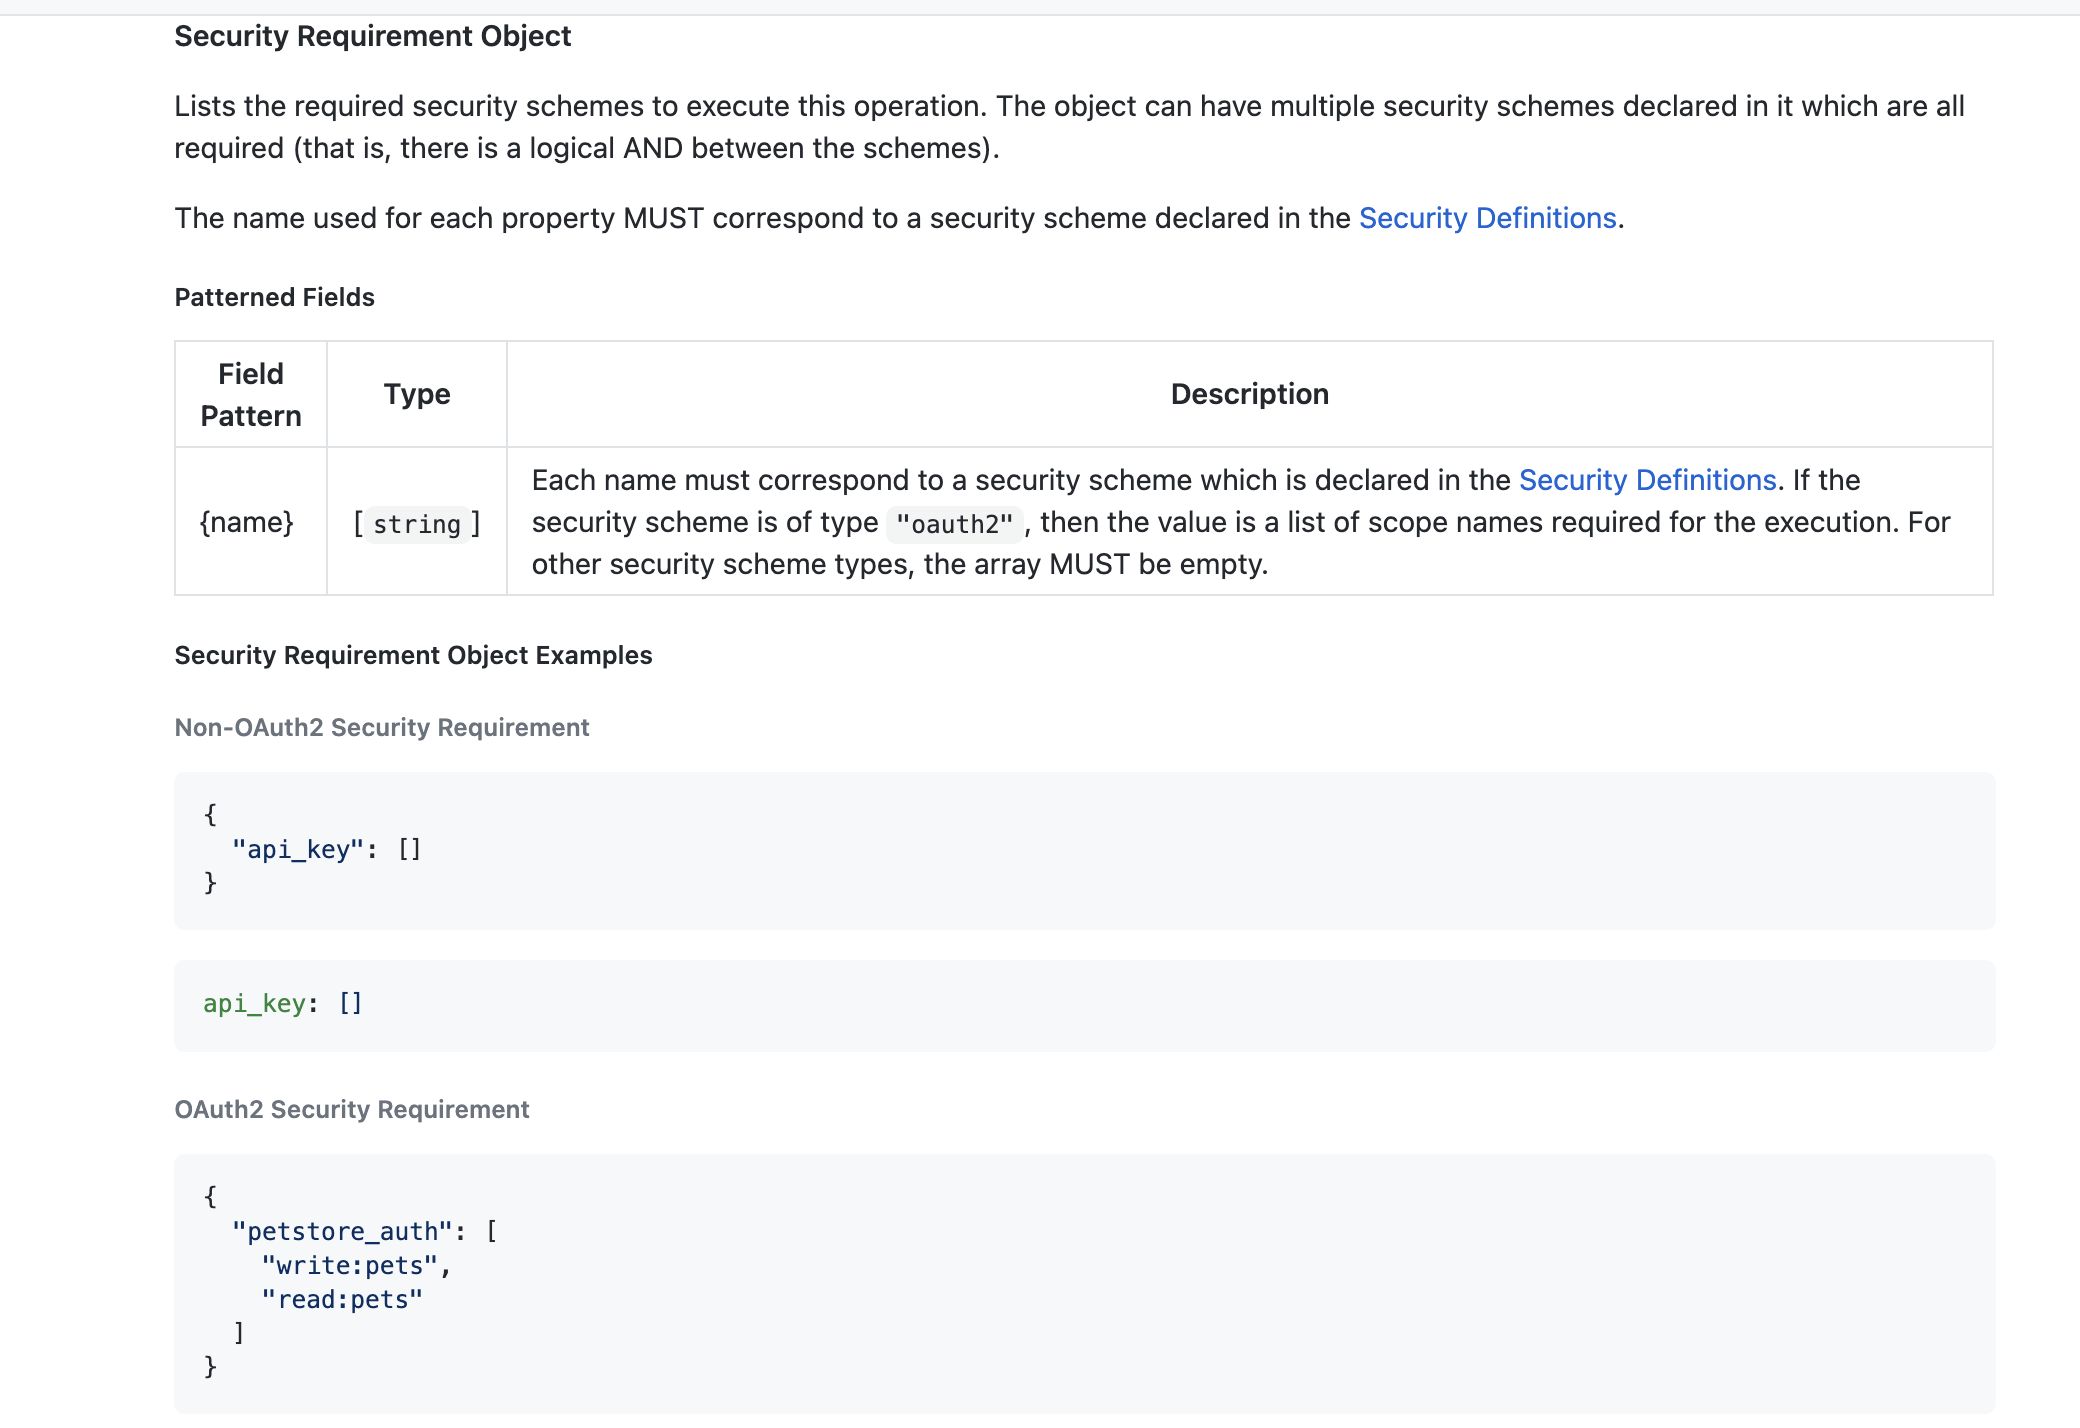 Security Requirement Object
Lists the required security schemes to execute this operation. The object can have multiple security schemes declared in it which are all
required (that is, there is a logical AND between the schemes).
The name used for each property MUST correspond to a security scheme declared in the Security Definitions.
Patterned Fields
Field Pattern
Type
Description
{name}
[string]
Each name must correspond to a security scheme which is declared in the Security Definitions. If the
security scheme is of type "oauth2", then the value is a list of scope names required for the execution. For
other security scheme types, the array MUST be empty.
Security Requirement Object Examples
Non-OAuth2 Security Requirement
{
  "api_key": []
}
api_key: []
OAuth2 Security Requirement
{
  "petstore_auth": [
    "write:pets",
    "read:pets"
  ]
}